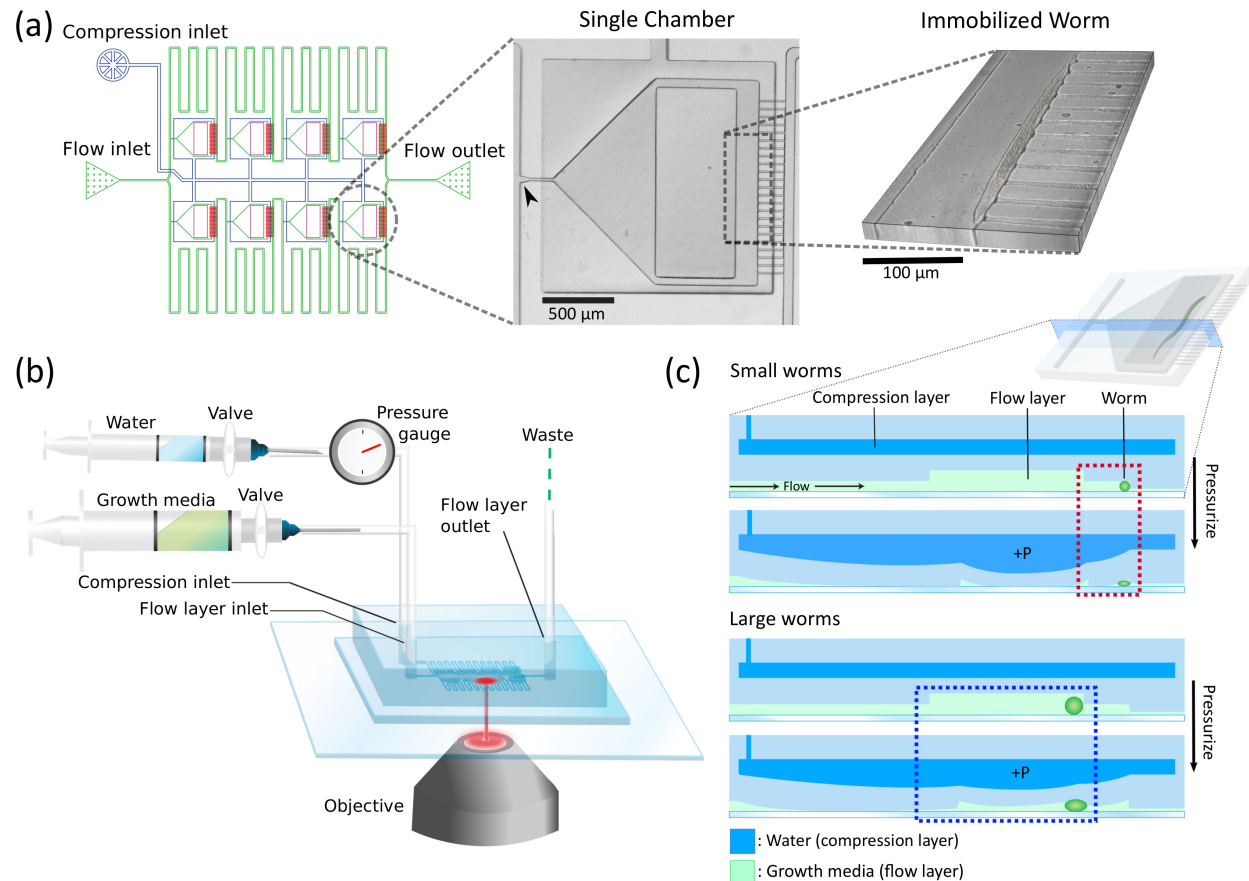 (a)
Compression inlet
Flow inlet
Flow outlet
Single Chamber
500 μm
Immobilized Worm
100 μm
(b)
Water
Valve
Pressure
gauge
Waste
Growth media
Valve
Flow layer
outlet
Compression inlet
Flow layer inlet
Objective
(c)
Small worms
Compression layer
Flow layer
Worm
Flow
Pressurize
+P
Large worms
Pressurize
+P
: Water (compression layer)
: Growth media (flow layer)